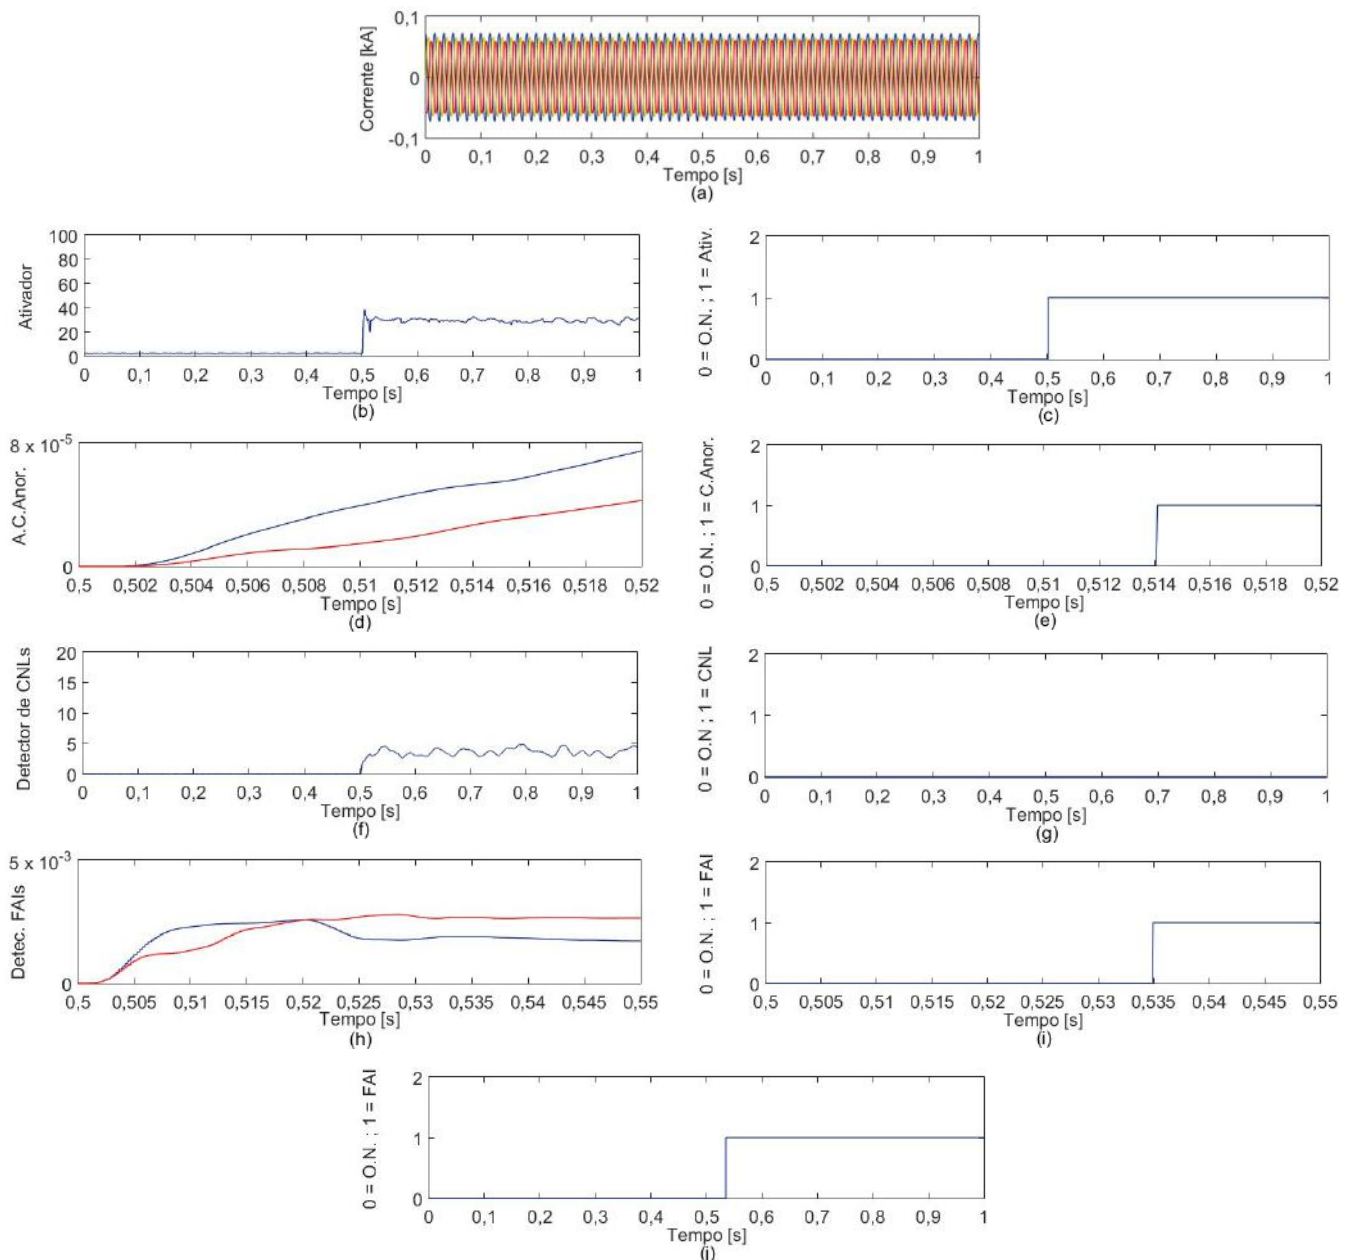 0,1
Corrente [kA]
0
-0,1
0 0,1 0,2 0,3 0,4 0,5 0,6 0,7 0,8 0,9 1
Tempo [s]
(a)
100
80
60
40
20
0
Ativador
0 0,1 0,2 0,3 0,4 0,5 0,6 0,7 0,8 0,9 1
Tempo [s]
(b)
2
1
0
0 = O.N. ; 1 = Ativ.
0 0,1 0,2 0,3 0,4 0,5 0,6 0,7 0,8 0,9 1
Tempo [s]
(c)
8 x 10-5
A.C.Anor.
0
0,5 0,502 0,504 0,506 0,508 0,51 0,512 0,514 0,516 0,518 0,52
Tempo [s]
(d)
2
1
0
0 = O.N. ; 1 = C.Anor.
0,5 0,502 0,504 0,506 0,508 0,51 0,512 0,514 0,516 0,518 0,52
Tempo [s]
(e)
20
15
10
5
0
Detector de CNLs
0 0,1 0,2 0,3 0,4 0,5 0,6 0,7 0,8 0,9 1
Tempo [s]
(f)
2
1
0
0 = O.N ; 1 = CNL
0 0,1 0,2 0,3 0,4 0,5 0,6 0,7 0,8 0,9 1
Tempo [s]
(g)
5 x 10-3
Detec. FAIs
0
0,5 0,505 0,51 0,515 0,52 0,525 0,53 0,535 0,54 0,545 0,55
Tempo [s]
(h)
2
1
0
0 = O.N. ; 1 = FAI
0,5 0,505 0,51 0,515 0,52 0,525 0,53 0,535 0,54 0,545 0,55
Tempo [s]
(i)
2
1
0
0 = O.N. ; 1 = FAI
0 0,1 0,2 0,3 0,4 0,5 0,6 0,7 0,8 0,9 1
Tempo [s]
(j)